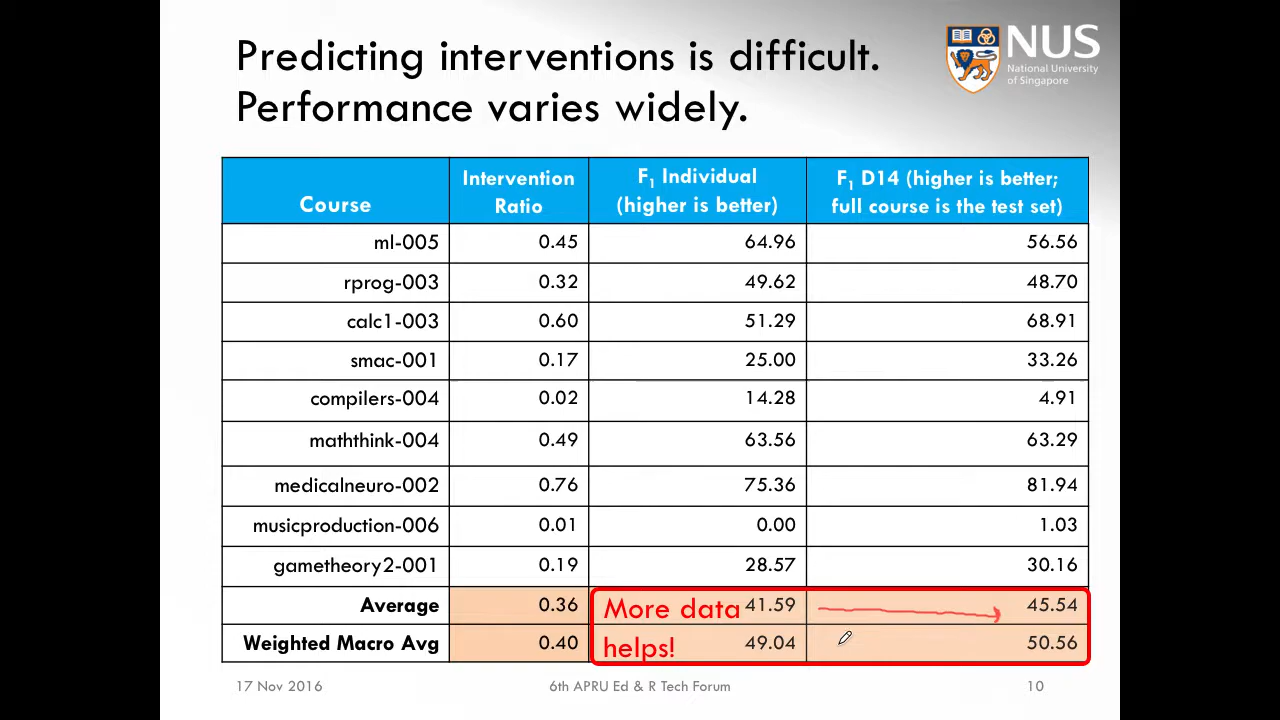 Predicting interventions is difficult.
Performance varies widely.
NUS
National University
of Singapore
Course
Intervention
Ratio
F1 Individual
(higher is better)
F1 D14 (higher is better;
full course is the test set)
ml-005 0.45 64.96 56.56
rprog-003 0.32 49.62 48.70
calc1-003 0.60 51.29 68.91
smac-001 0.17 25.00 33.26
compilers-004 0.02 14.28 4.91
maththink-004 0.49 63.56 63.29
medicalneuro-002 0.76 75.36 81.94
musicproduction-006 0.01 0.00 1.03
gametheory2-001 0.19 28.57 30.16
Average 0.36 41.59 45.54
Weighted Macro Avg 0.40 49.04 50.56
More data
helps!
17 Nov 2016 6th APRU Ed & R Tech Forum 10